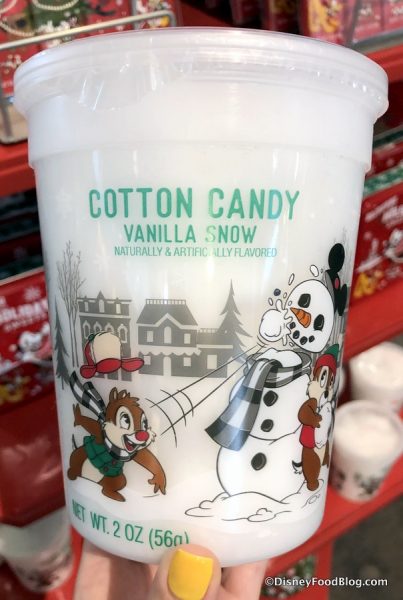 COTTON CANDY
VANILLA SNOW
NATURALLY & ARTIFICIALLY FLAVORED
NET WT. 2 OZ (56g)
©DisneyFoodBlog.com